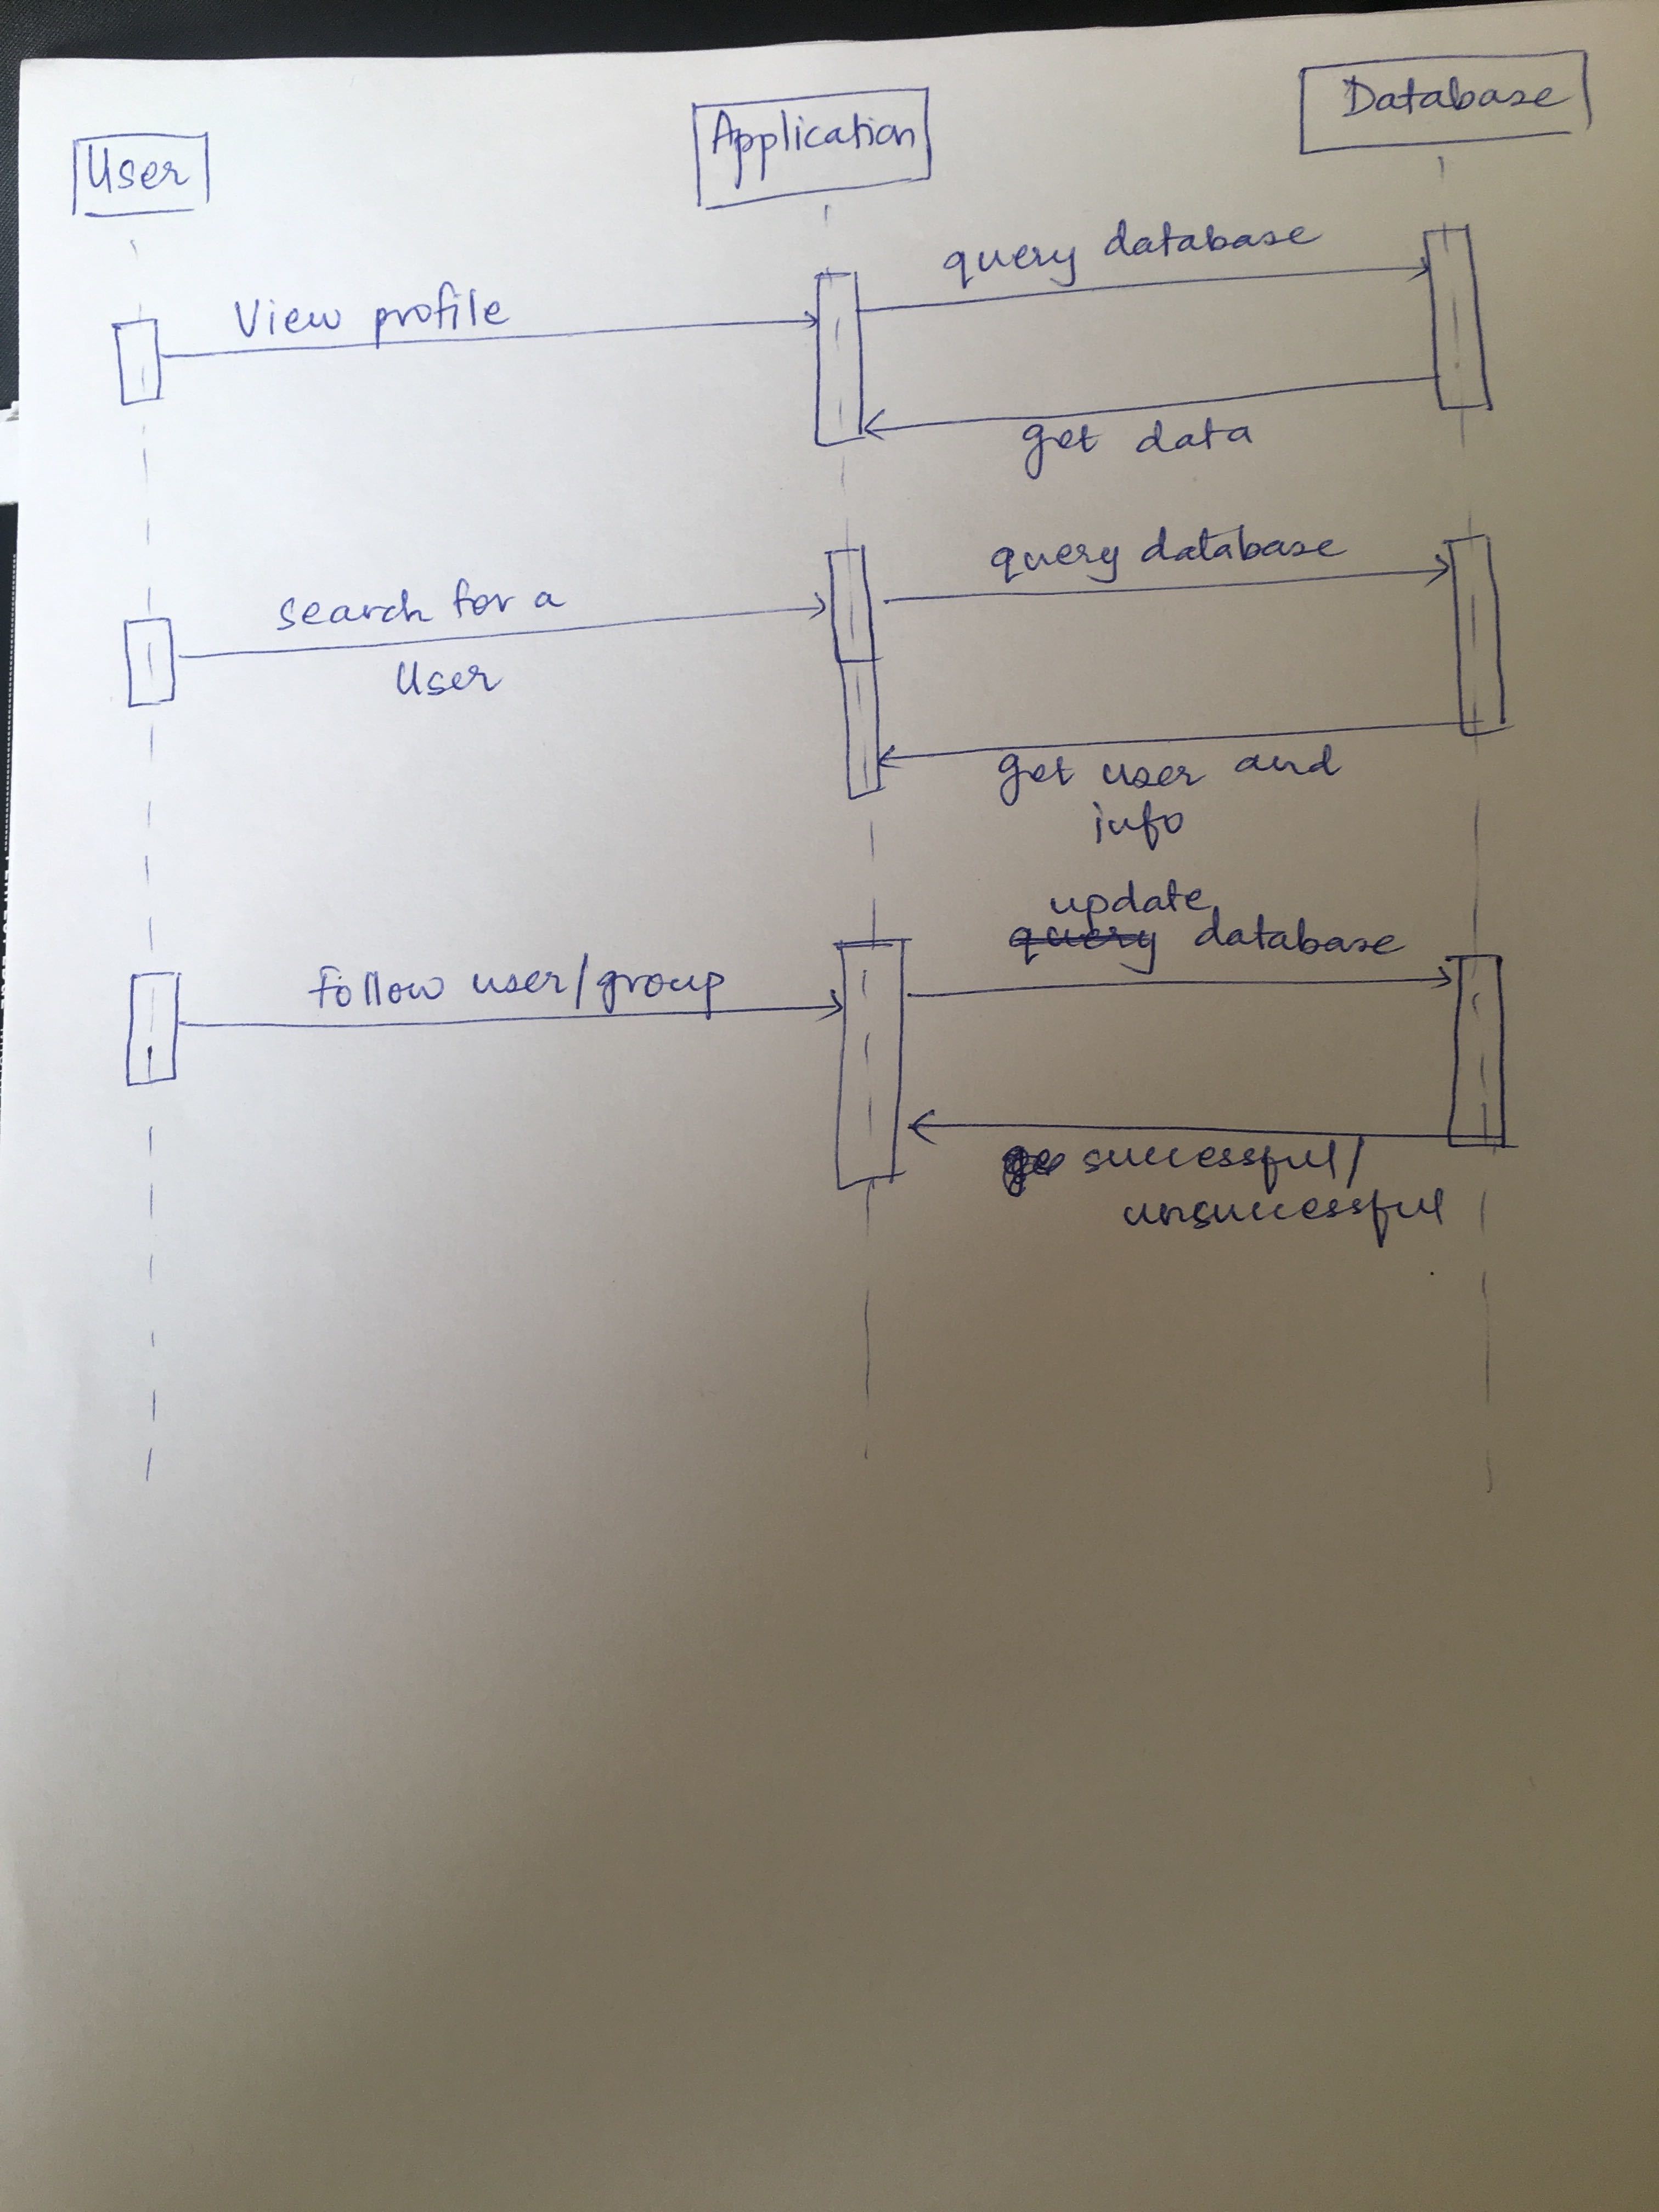 User
Application
Database
View profile
query database
get data
search for a
User
query database
get user and
info
follow user/group
update
query database
successful/
unsuccessful